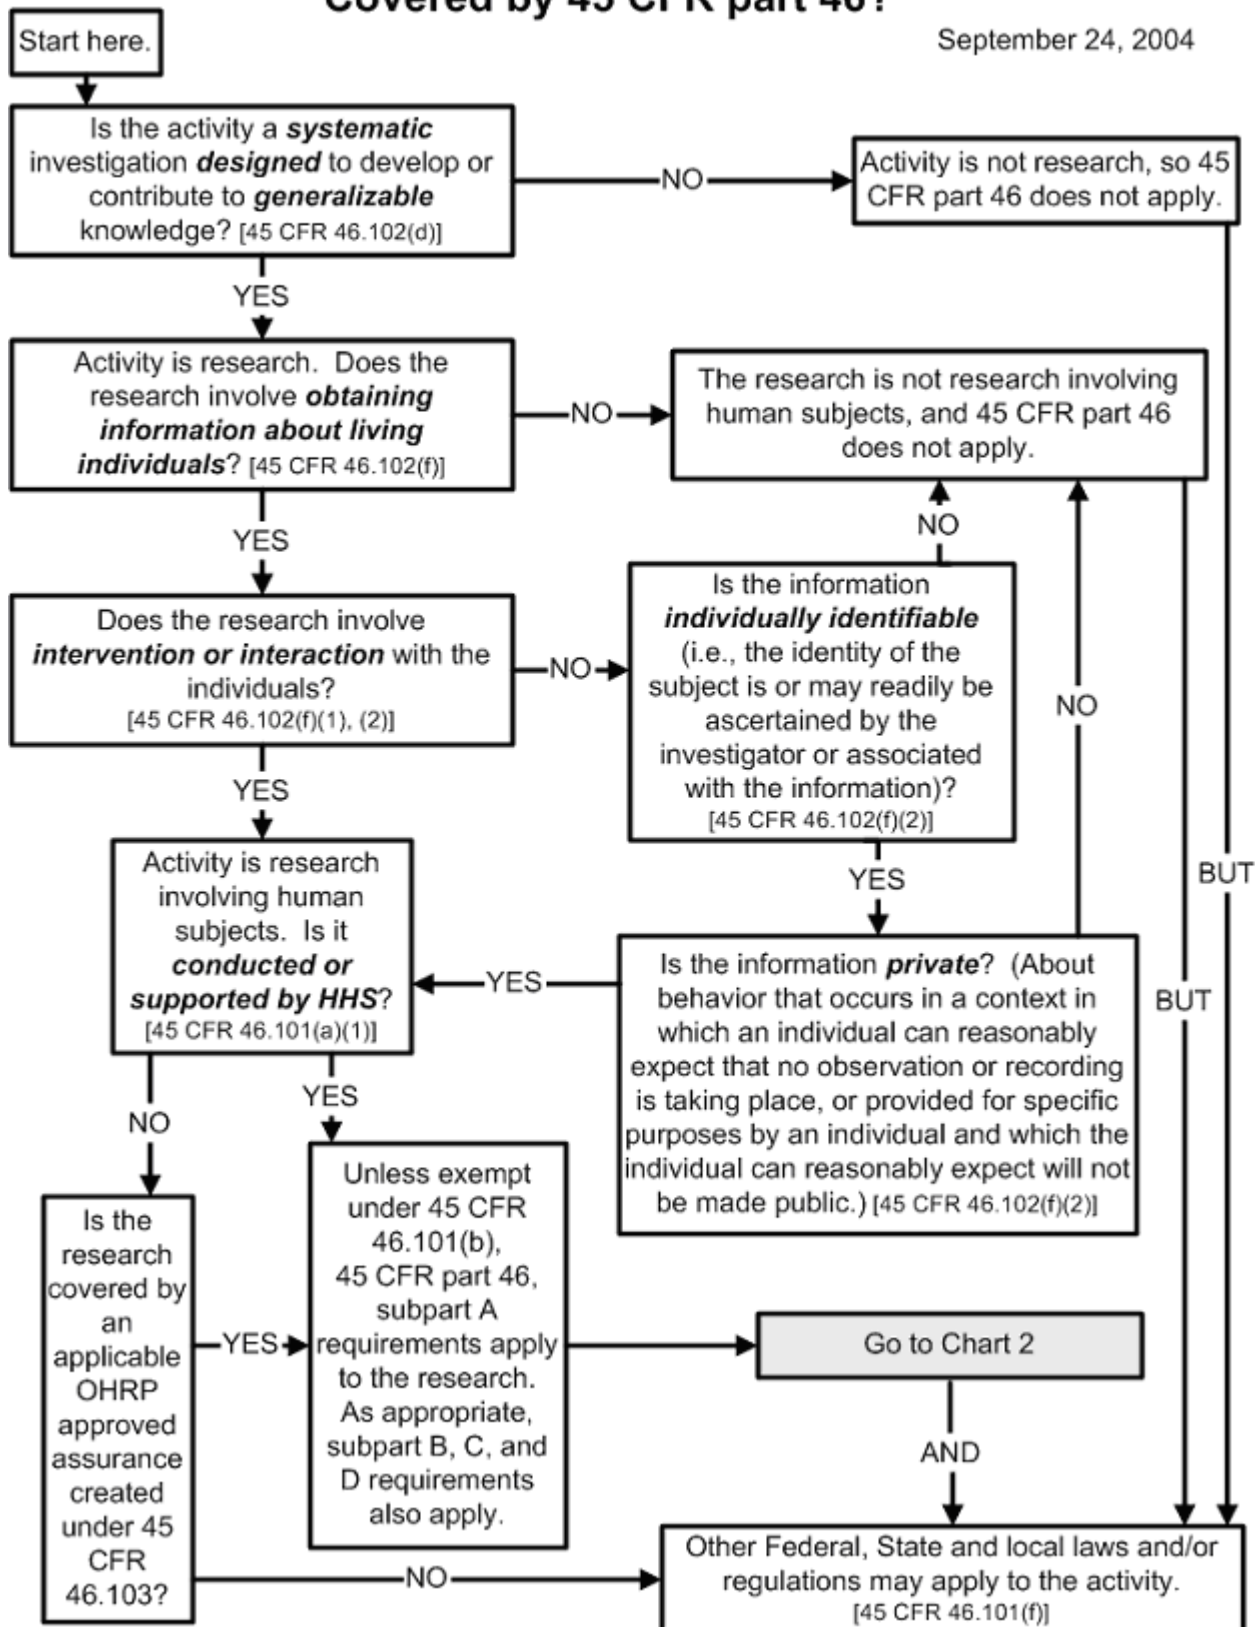 Covered by 45 CFR part 46?
Start here.
September 24, 2004
Is the activity a systematic
investigation designed to develop or
contribute to generalizable
knowledge? [45 CFR 46.102(d)]
NO
Activity is not research, so 45
CFR part 46 does not apply.
YES
Activity is research. Does the
research involve obtaining
information about living
individuals? [45 CFR 46.102(f)]
NO
The research is not research involving
human subjects, and 45 CFR part 46
does not apply.
YES
NO
Does the research involve
intervention or interaction with the
individuals?
[45 CFR 46.102(f)(1), (2)]
NO
Is the information
individually identifiable
(i.e., the identity of the
subject is or may readily be
ascertained by the
investigator or associated
with the information)?
[45 CFR 46.102(f)(2)]
NO
YES
YES
BUT
Activity is research
involving human
subjects. Is it
conducted or
supported by HHS?
[45 CFR 46.101(a)(1)]
YES
Is the information private? (About
behavior that occurs in a context in
which an individual can reasonably
expect that no observation or recording
is taking place, or provided for specific
purposes by an individual and which the
individual can reasonably expect will not
be made public.) [45 CFR 46.102(f)(2)]
BUT
NO
YES
Is the
research
covered by
an
applicable
OHRP
approved
assurance
created
under 45
CFR
46.103?
YES
Unless exempt
under 45 CFR
46.101(b),
45 CFR part 46,
subpart A
requirements apply
to the research.
As appropriate,
subpart B, C, and
D requirements
also apply.
Go to Chart 2
AND
NO
Other Federal, State and local laws and/or
regulations may apply to the activity.
[45 CFR 46.101(f)]